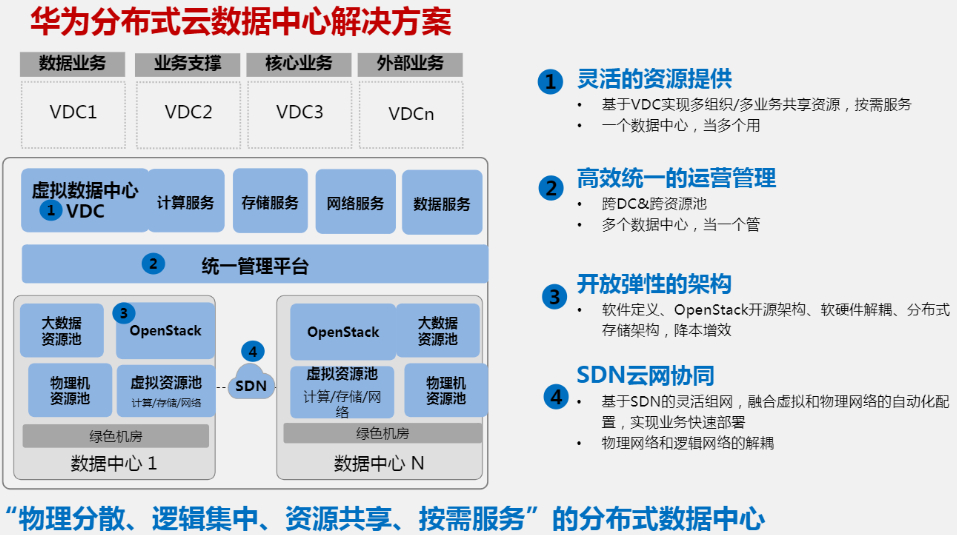 华为分布式云数据中心解决方案
数据业务
业务支撑
核心业务
外部业务
VDC1
VDC2
VDC3
VDCn
虚拟数据中心
1 VDC
计算服务
存储服务
网络服务
数据服务
2 统一管理平台
大数据
资源池
3
OpenStack
物理机
资源池
虚拟资源池
计算/存储/网络
绿色机房
数据中心 1
4
SDN
OpenStack
大数据
资源池
虚拟资源池
计算/存储/网
络
物理机
资源池
绿色机房
数据中心 N
1 灵活的资源提供
• 基于VDC实现多组织/多业务共享资源，按需服务
• 一个数据中心，当多个用
2 高效统一的运营管理
• 跨DC&跨资源池
• 多个数据中心，当一个管
3 开放弹性的架构
• 软件定义、OpenStack开源架构、软硬件解耦、分布式
存储架构，降本增效
4 SDN云网协同
• 基于SDN的灵活组网，融合虚拟和物理网络的自动化配
置，实现业务快速部署
• 物理网络和逻辑网络的解耦
“物理分散、逻辑集中、资源共享、按需服务”的分布式数据中心